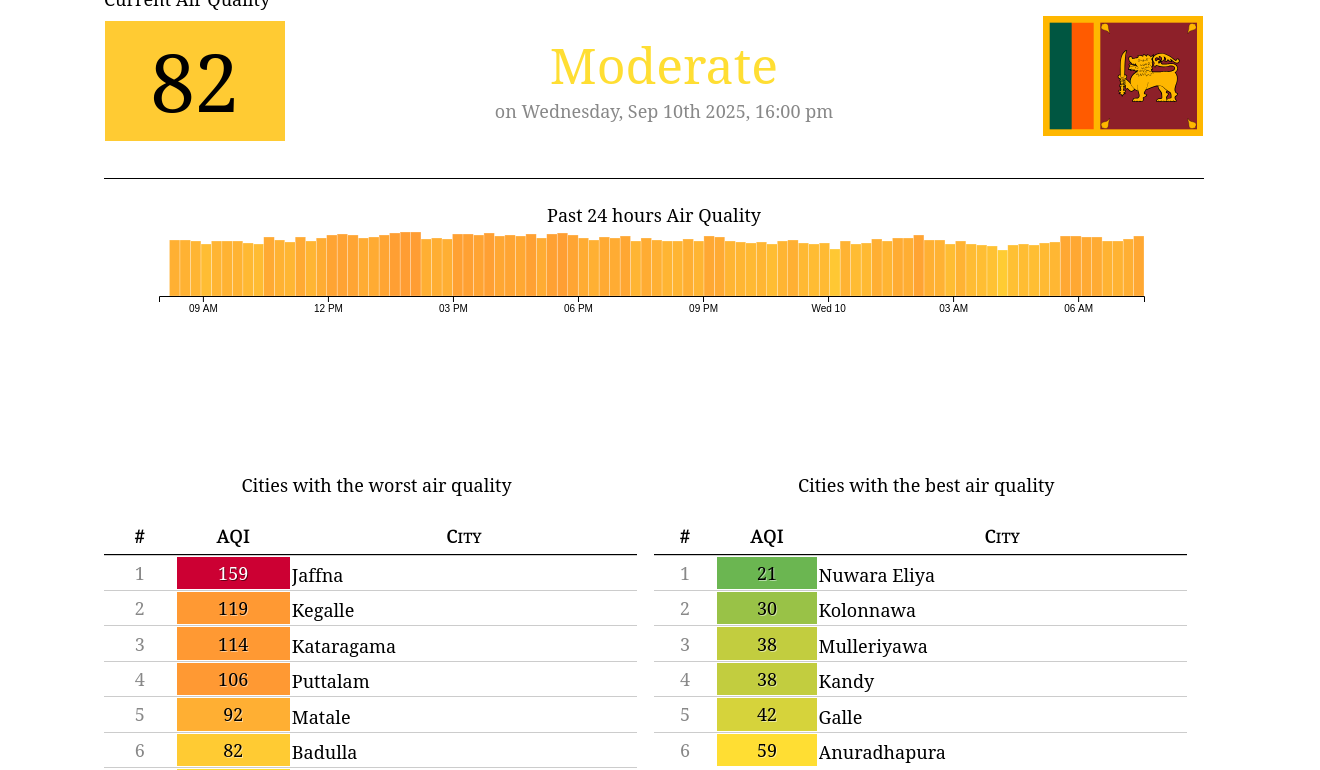 Current Air Quality
82
Moderate
on Wednesday, Sep 10th 2025, 16:00 pm
Past 24 hours Air Quality
09 AM 12 PM 03 PM 06 PM 09 PM Wed 10 03 AM 06 AM
Cities with the worst air quality
# AQI City
1 159 Jaffna
2 119 Kegalle
3 114 Kataragama
4 106 Puttalam
5 92 Matale
6 82 Badulla
Cities with the best air quality
# AQI City
1 21 Nuwara Eliya
2 30 Kolonnawa
3 38 Mulleriyawa
4 38 Kandy
5 42 Galle
6 59 Anuradhapura